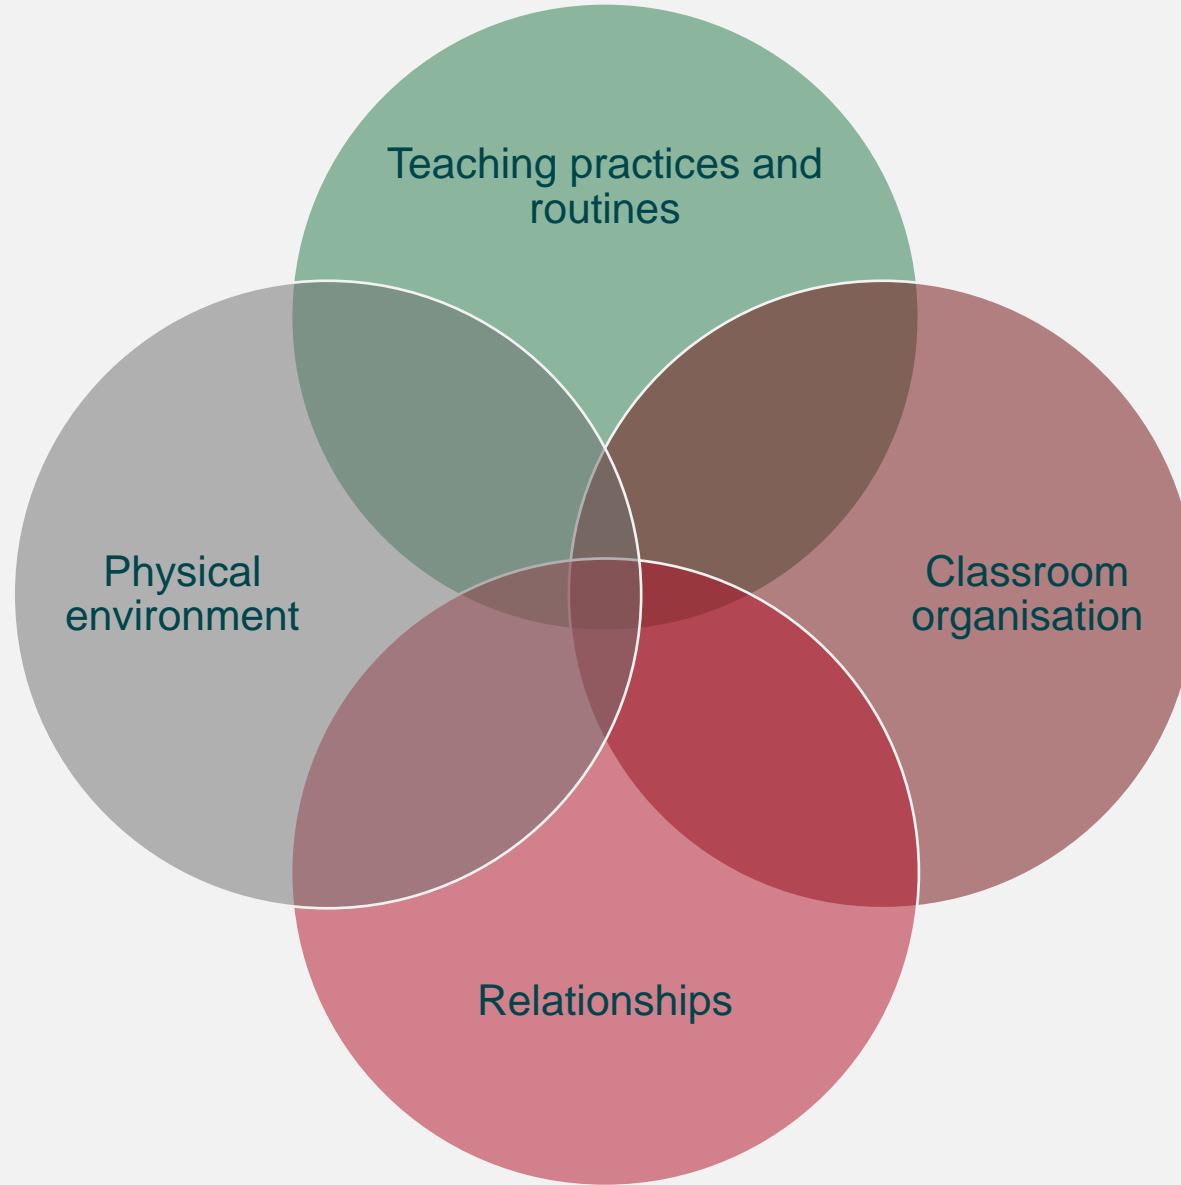 Teaching practices and
routines
Physical
environment
Classroom
organisation
Relationships